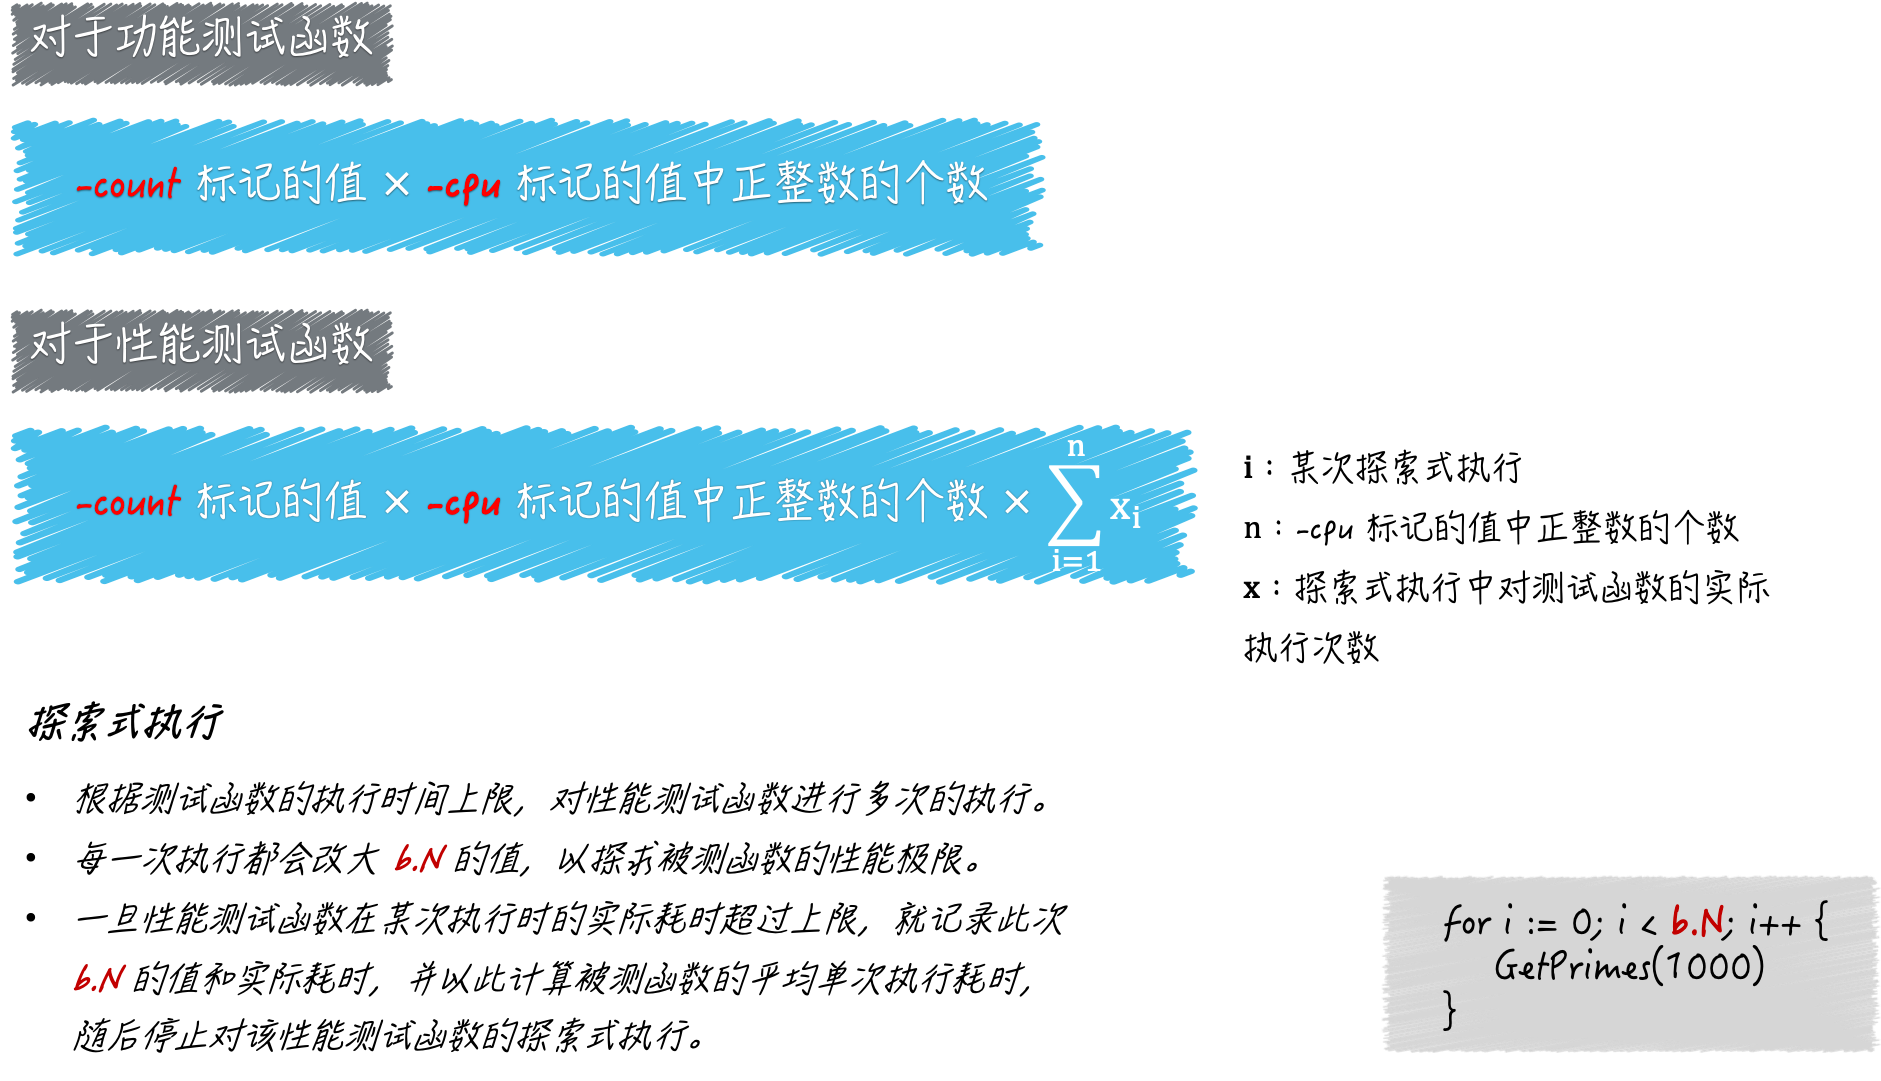 对于功能测试函数
-count 标记的值 × -cpu 标记的值中正整数的个数
对于性能测试函数
-count 标记的值 × -cpu 标记的值中正整数的个数 ×
n
∑ xᵢ
i=1
i：某次探索式执行
n：-cpu 标记的值中正整数的个数
x：探索式执行中对测试函数的实际
执行次数
探索式执行
• 根据测试函数的执行时间上限，对性能测试函数进行多次的执行。
• 每一次执行都会改大 b.N 的值，以探求被测函数的性能极限。
• 一旦性能测试函数在某次执行时的实际耗时超过上限，就记录此次
b.N 的值和实际耗时，并以此计算被测函数的平均单次执行耗时，
随后停止对该性能测试函数的探索式执行。
for i := 0; i < b.N; i++ {
GetPrimes(1000)
}